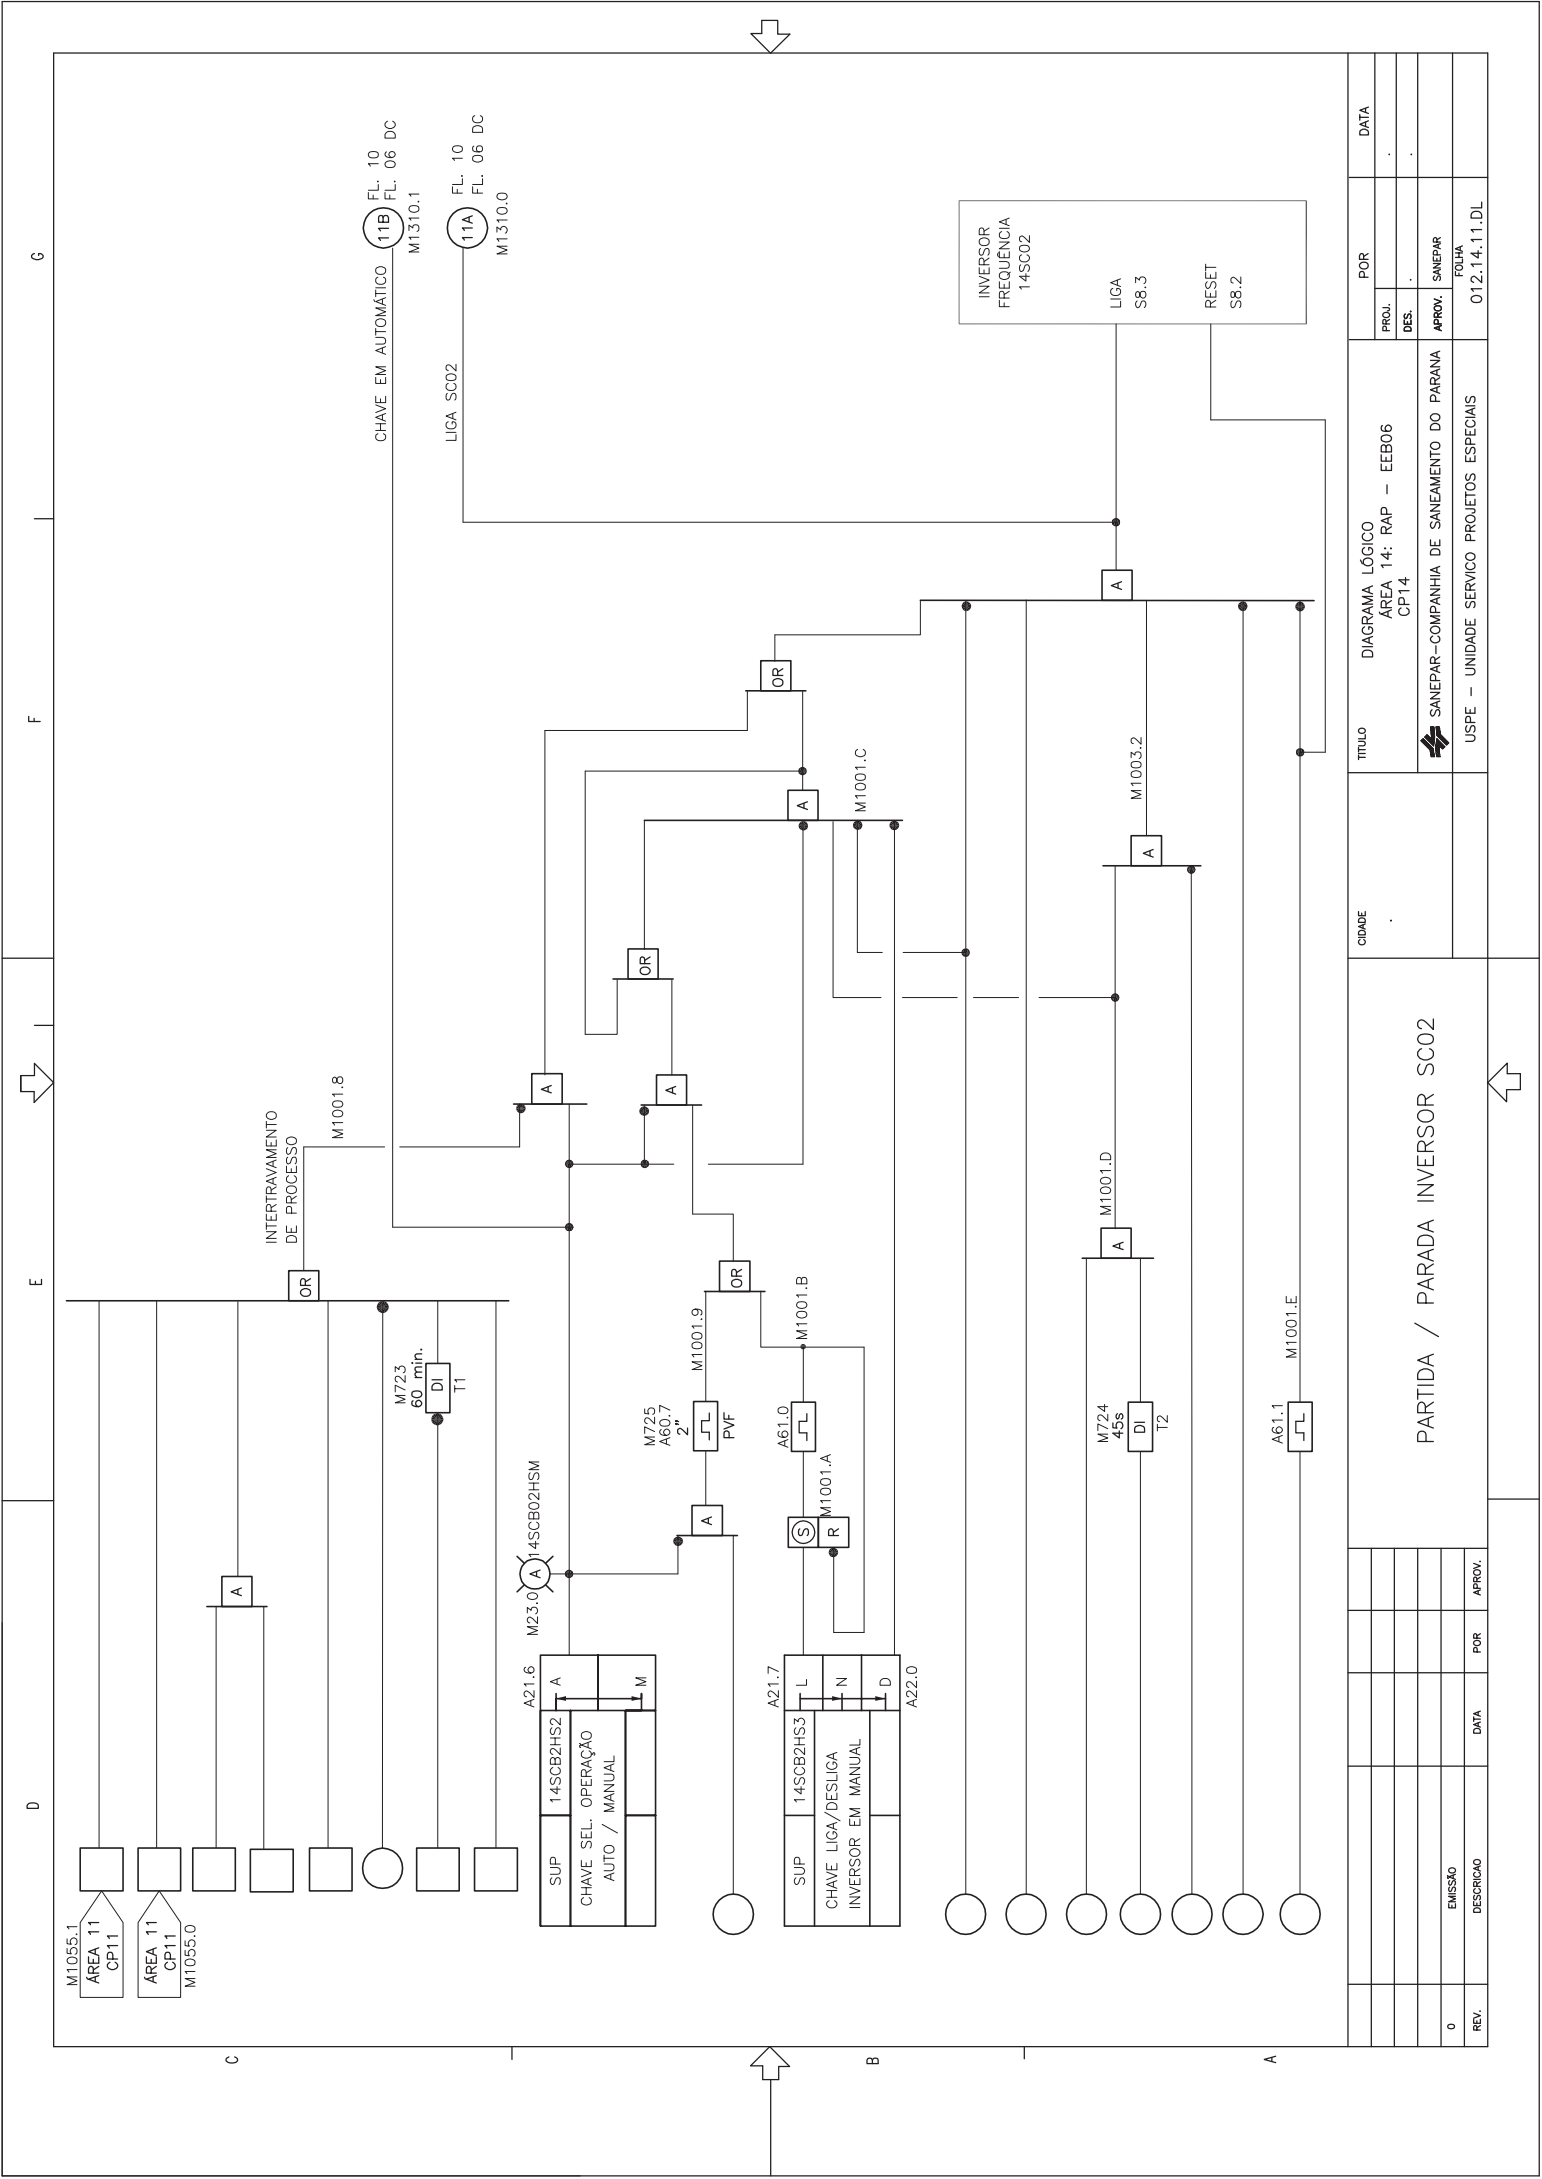 D
E
F
G
C
B
A
M1055.1
ÁREA 11
CP11
ÁREA 11
CP11
M1055.0
A
OR
INTERTRAVAMENTO
DE PROCESSO
M1001.8
M723
60 min.
DI
T1
CHAVE EM AUTOMÁTICO
11B
FL. 10
FL. 06 DC
M1310.1
LIGA SC02
11A
FL. 10
FL. 06 DC
M1310.0
M23.0
A
14SCB02HSM
A21.6
SUP
14SCB2HS2
CHAVE SEL. OPERAÇÃO
AUTO / MANUAL
A
M
A
M725
A60.7
2"
PVF
M1001.9
OR
A
A
OR
A
OR
M1001.C
A21.7
SUP
14SCB2HS3
CHAVE LIGA/DESLIGA
INVERSOR EM MANUAL
L
N
D
A22.0
S
R
M1001.A
A61.0
M1001.B
M724
45s
DI
T2
A
M1001.D
A
M1003.2
A
A61.1
M1001.E
INVERSOR
FREQUÊNCIA
14SC02
LIGA
S8.3
RESET
S8.2
0
EMISSÃO
REV.
DESCRICAO
DATA
POR
APROV.
PARTIDA / PARADA INVERSOR SC02
CIDADE
.
TITULO
DIAGRAMA LÓGICO
ÁREA 14: RAP - EEB06
CP14
SANEPAR-COMPANHIA DE SANEAMENTO DO PARANA
USPE - UNIDADE SERVICO PROJETOS ESPECIAIS
POR
DATA
PROJ.
.
DES.
.
.
APROV.
SANEPAR
FOLHA
012.14.11.DL